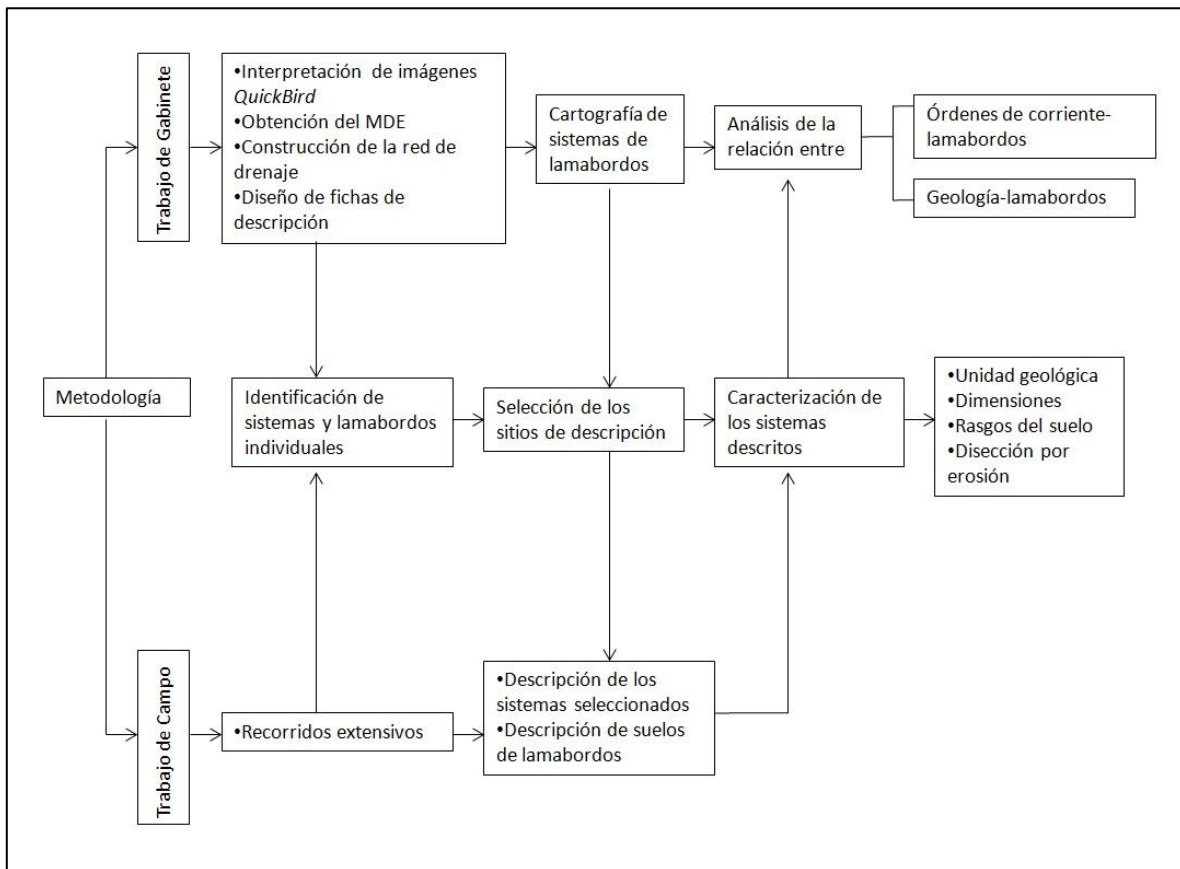 Trabajo de Gabinete
•Interpretación de imágenes
QuickBird
•Obtención del MDE
•Construcción de la red de
drenaje
•Diseño de fichas de
descripción
Cartografía de
sistemas de
lamabordos
Análisis de la
relación entre
Órdenes de corriente-
lamabordos
Geología-lamabordos
Metodología
Identificación de
sistemas y lamabordos
individuales
Selección de los
sitios de descripción
Caracterización de
los sistemas
descritos
•Unidad geológica
•Dimensiones
•Rasgos del suelo
•Disección por
erosión
Trabajo de Campo
•Recorridos extensivos
•Descripción de los
sistemas seleccionados
•Descripción de suelos
de lamabordos